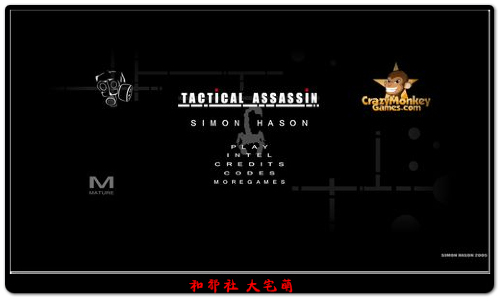 TACTICAL ASSASSIN
SIMON HASON
CrazyMonkey
Games.com
PLAY
INTEL
CREDITS
CODES
MOREGAMES
M
MATURE
SIMON HASON 2005
和邪社 大宅萌